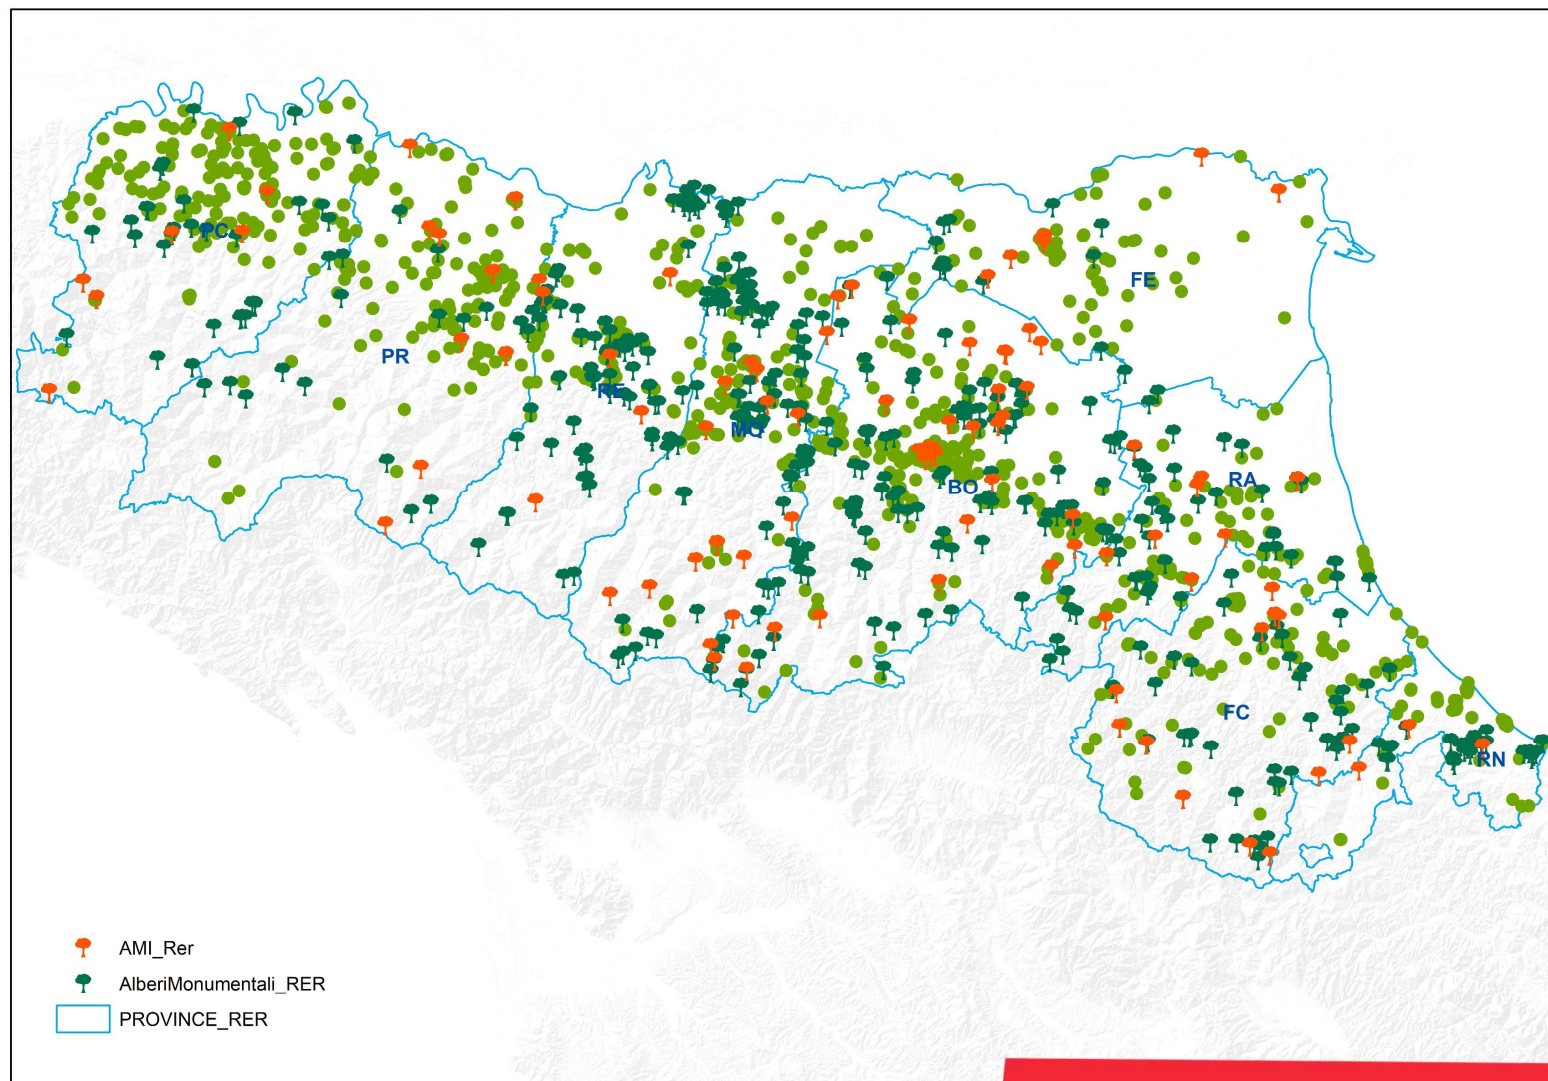 PC
FE
PR
RE
MO
RA
BO
FC
RN
AMI_Rer
AlberiMonumentali_RER
PROVINCE_RER